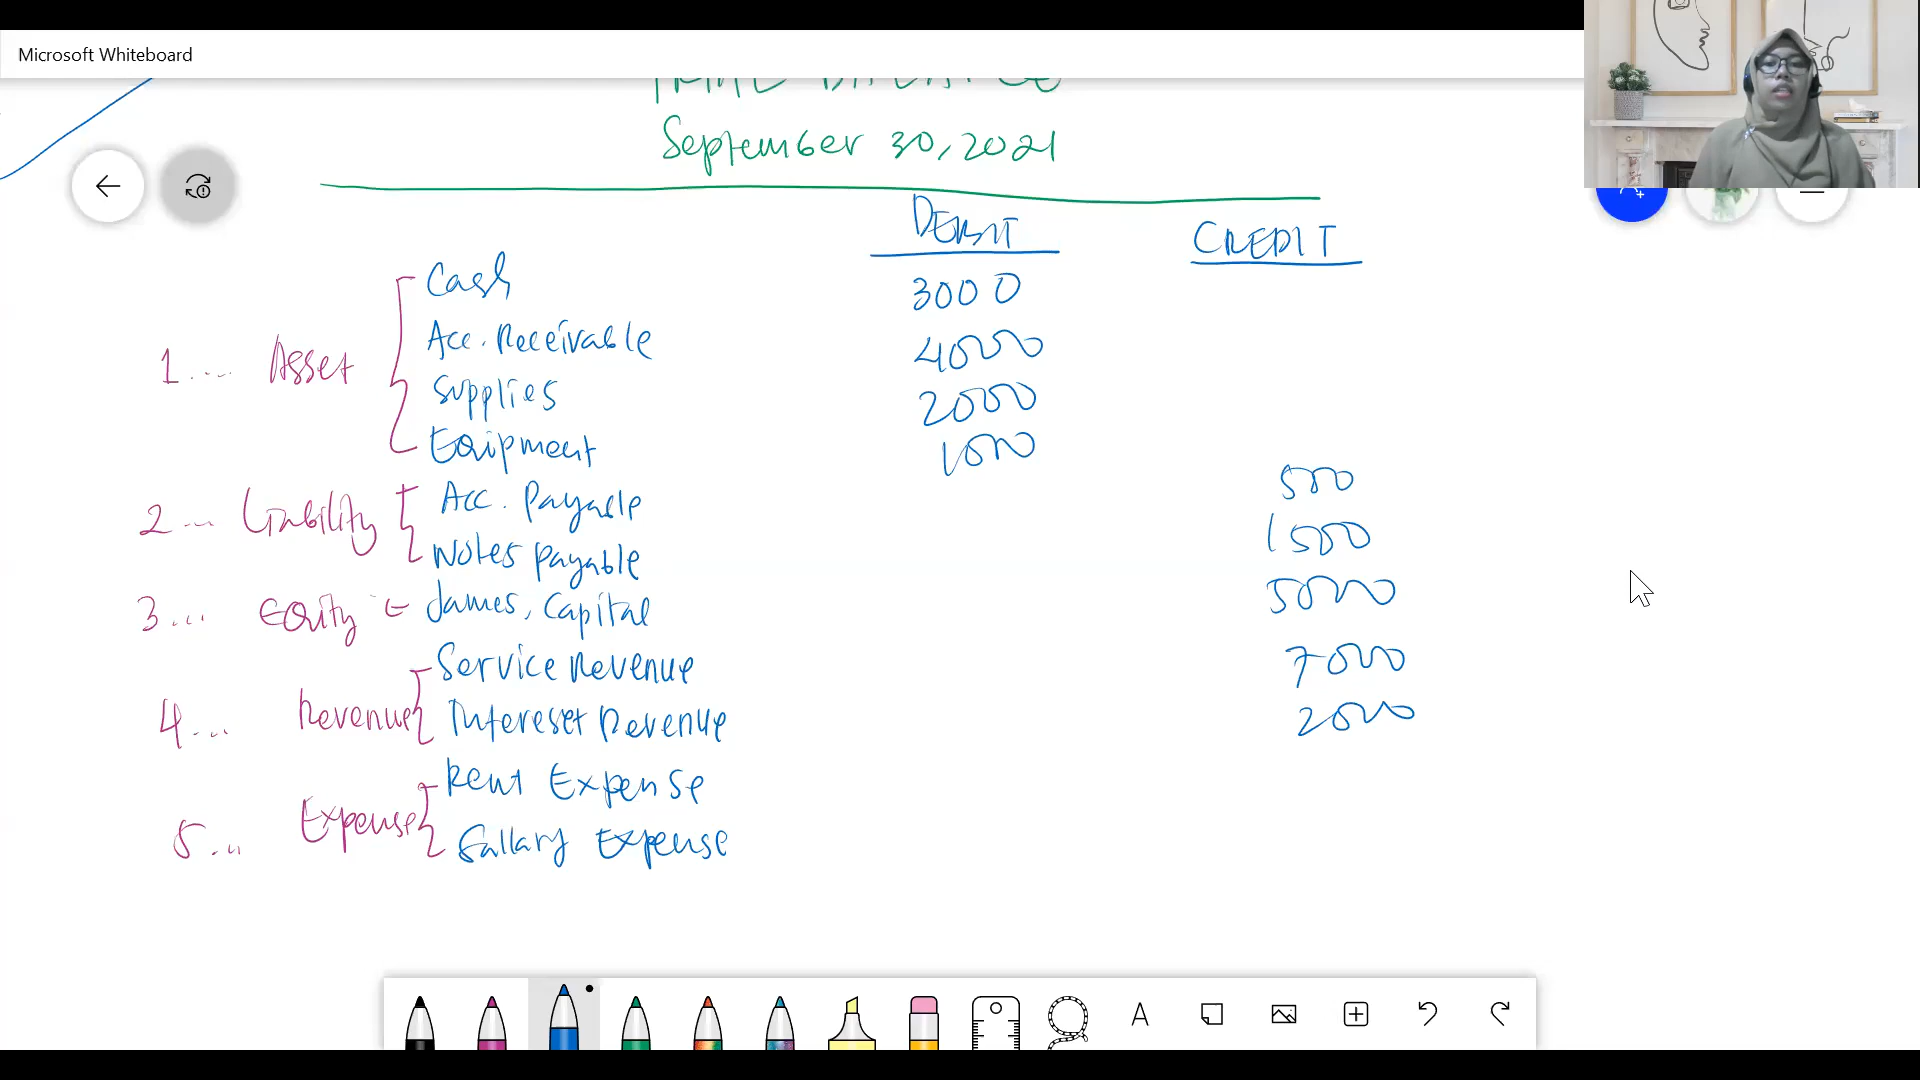 Microsoft Whiteboard
TRIAL BALANCE
September 30, 2021
DEBIT CREDIT
Cash 3000
1.... Asset Acc. Receivable 4000
Supplies 2000
Equipment 1000
2... Liability Acc. Payable 500
Notes payable 1500
3... Equity James, Capital 5000
Service Revenue 7000
4... Revenue Intereset Revenue 2000
Rent Expense
5... Expense Sallary Expense
A